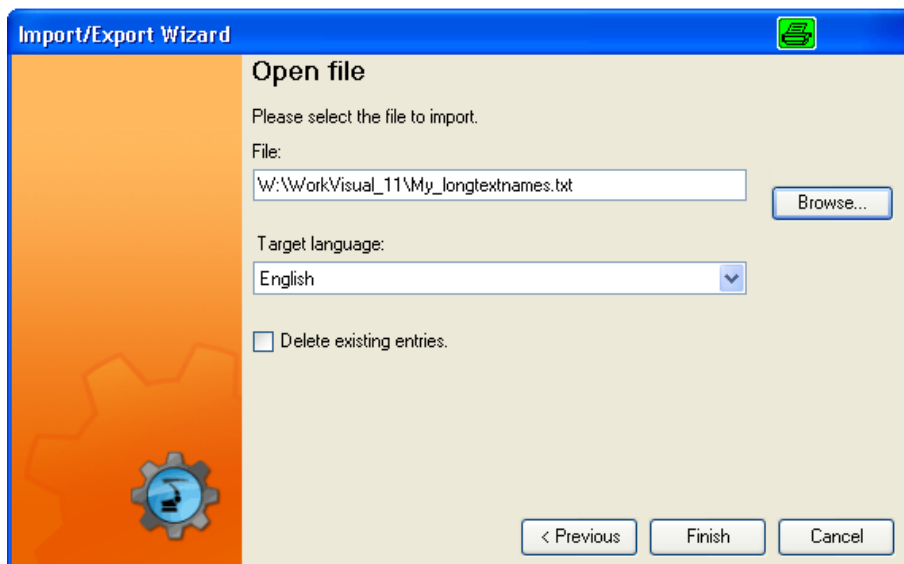 Import/Export Wizard
Open file
Please select the file to import.
File:
W:\WorkVisual_11\My_longtextnames.txt
Browse...
Target language:
English
Delete existing entries.
< Previous
Finish
Cancel